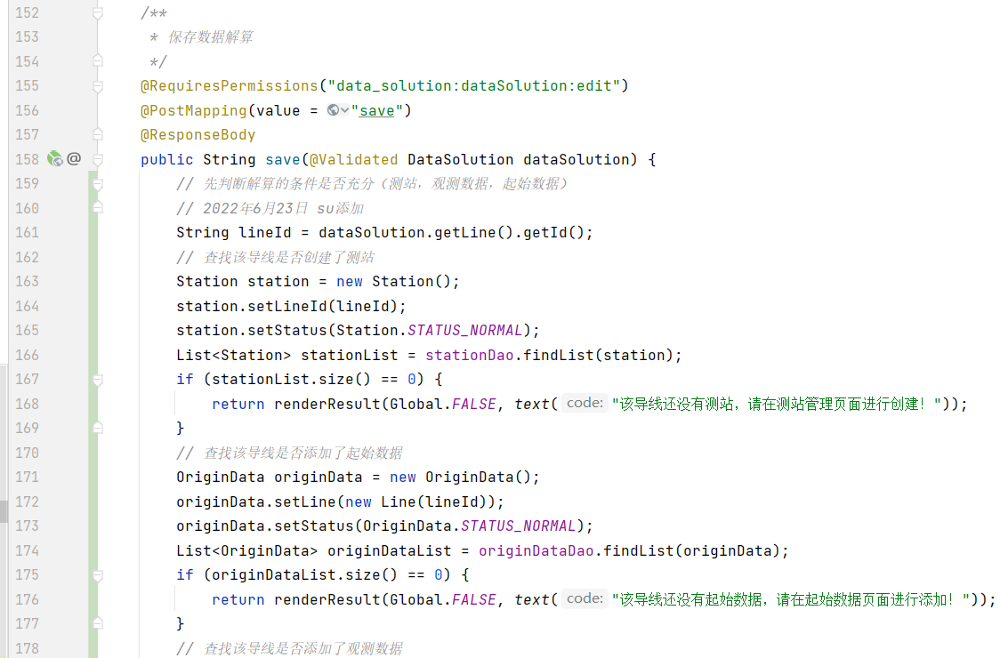 152 /**
153 * 保存数据解算
154 */
155 @RequiresPermissions("data_solution:dataSolution:edit")
156 @PostMapping(value = "save")
157 @ResponseBody
158 @ public String save(@Validated DataSolution dataSolution) {
159 // 先判断解算的条件是否充分（测站，观测数据，起始数据）
160 // 2022年6月23日 su添加
161 String lineId = dataSolution.getLine().getId();
162 // 查找该导线是否创建了测站
163 Station station = new Station();
164 station.setLineId(lineId);
165 station.setStatus(Station.STATUS_NORMAL);
166 List<Station> stationList = stationDao.findList(station);
167 if (stationList.size() == 0) {
168 return renderResult(Global.FALSE, text( code: "该导线还没有测站，请在测站管理页面进行创建！"));
169 }
170 // 查找该导线是否添加了起始数据
171 OriginData originData = new OriginData();
172 originData.setLine(new Line(lineId));
173 originData.setStatus(OriginData.STATUS_NORMAL);
174 List<OriginData> originDataList = originDataDao.findList(originData);
175 if (originDataList.size() == 0) {
176 return renderResult(Global.FALSE, text( code: "该导线还没有起始数据，请在起始数据页面进行添加！"));
177 }
178 // 查找该导线是否添加了观测数据